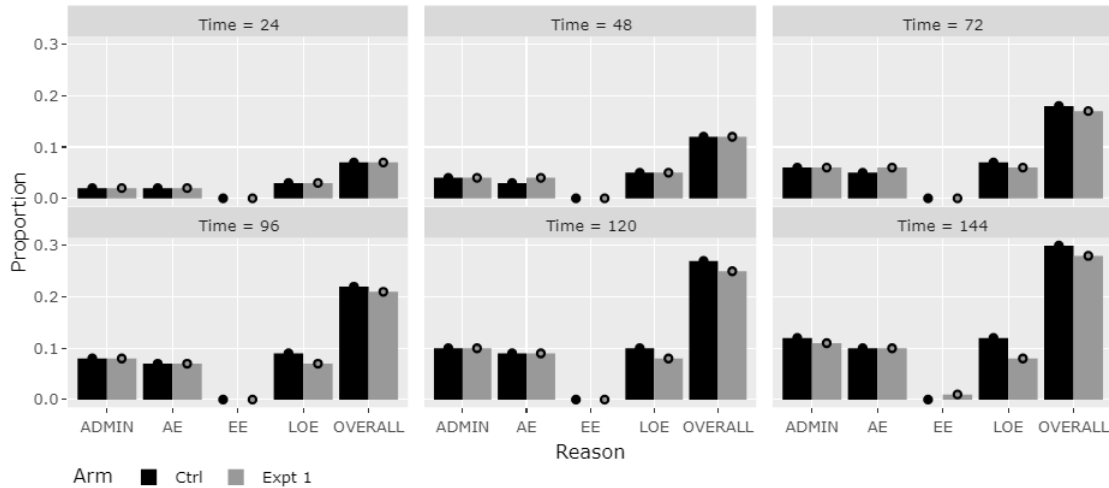 Time = 24
Time = 48
Time = 72
0.3
0.2
0.1
0.0
Time = 96
Time = 120
Time = 144
0.3
0.2
0.1
0.0
Proportion
ADMIN AE EE LOE OVERALL
ADMIN AE EE LOE OVERALL
ADMIN AE EE LOE OVERALL
Reason
Arm Ctrl Expt 1